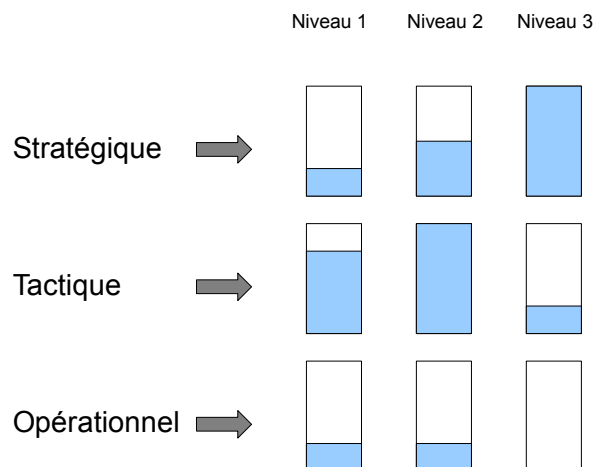 Niveau 1 Niveau 2 Niveau 3
Stratégique
Tactique
Opérationnel